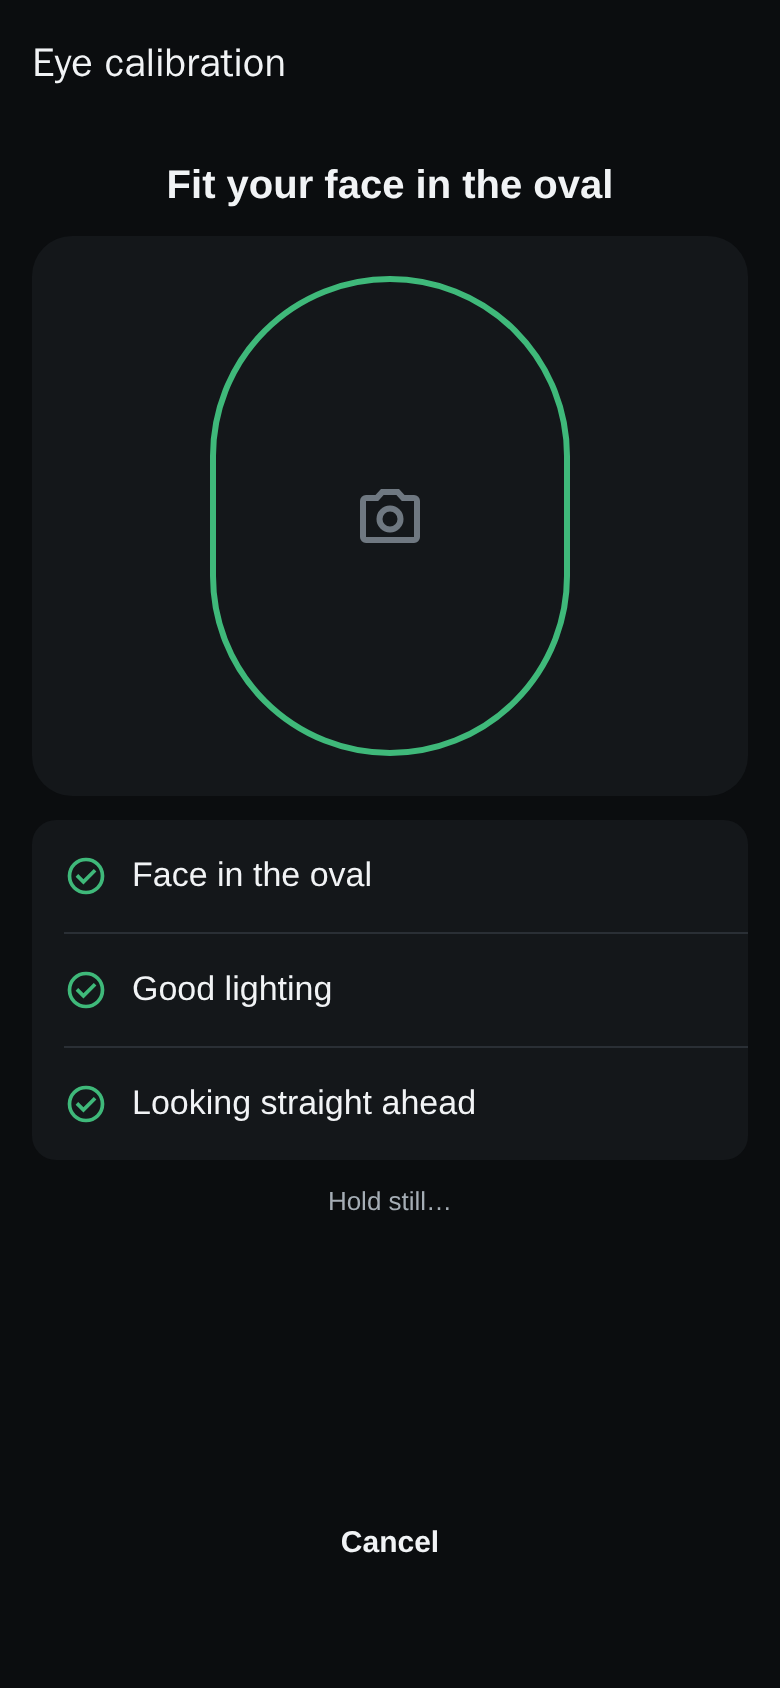 Eye calibration
Fit your face in the oval
Face in the oval
Good lighting
Looking straight ahead
Hold still…
Cancel